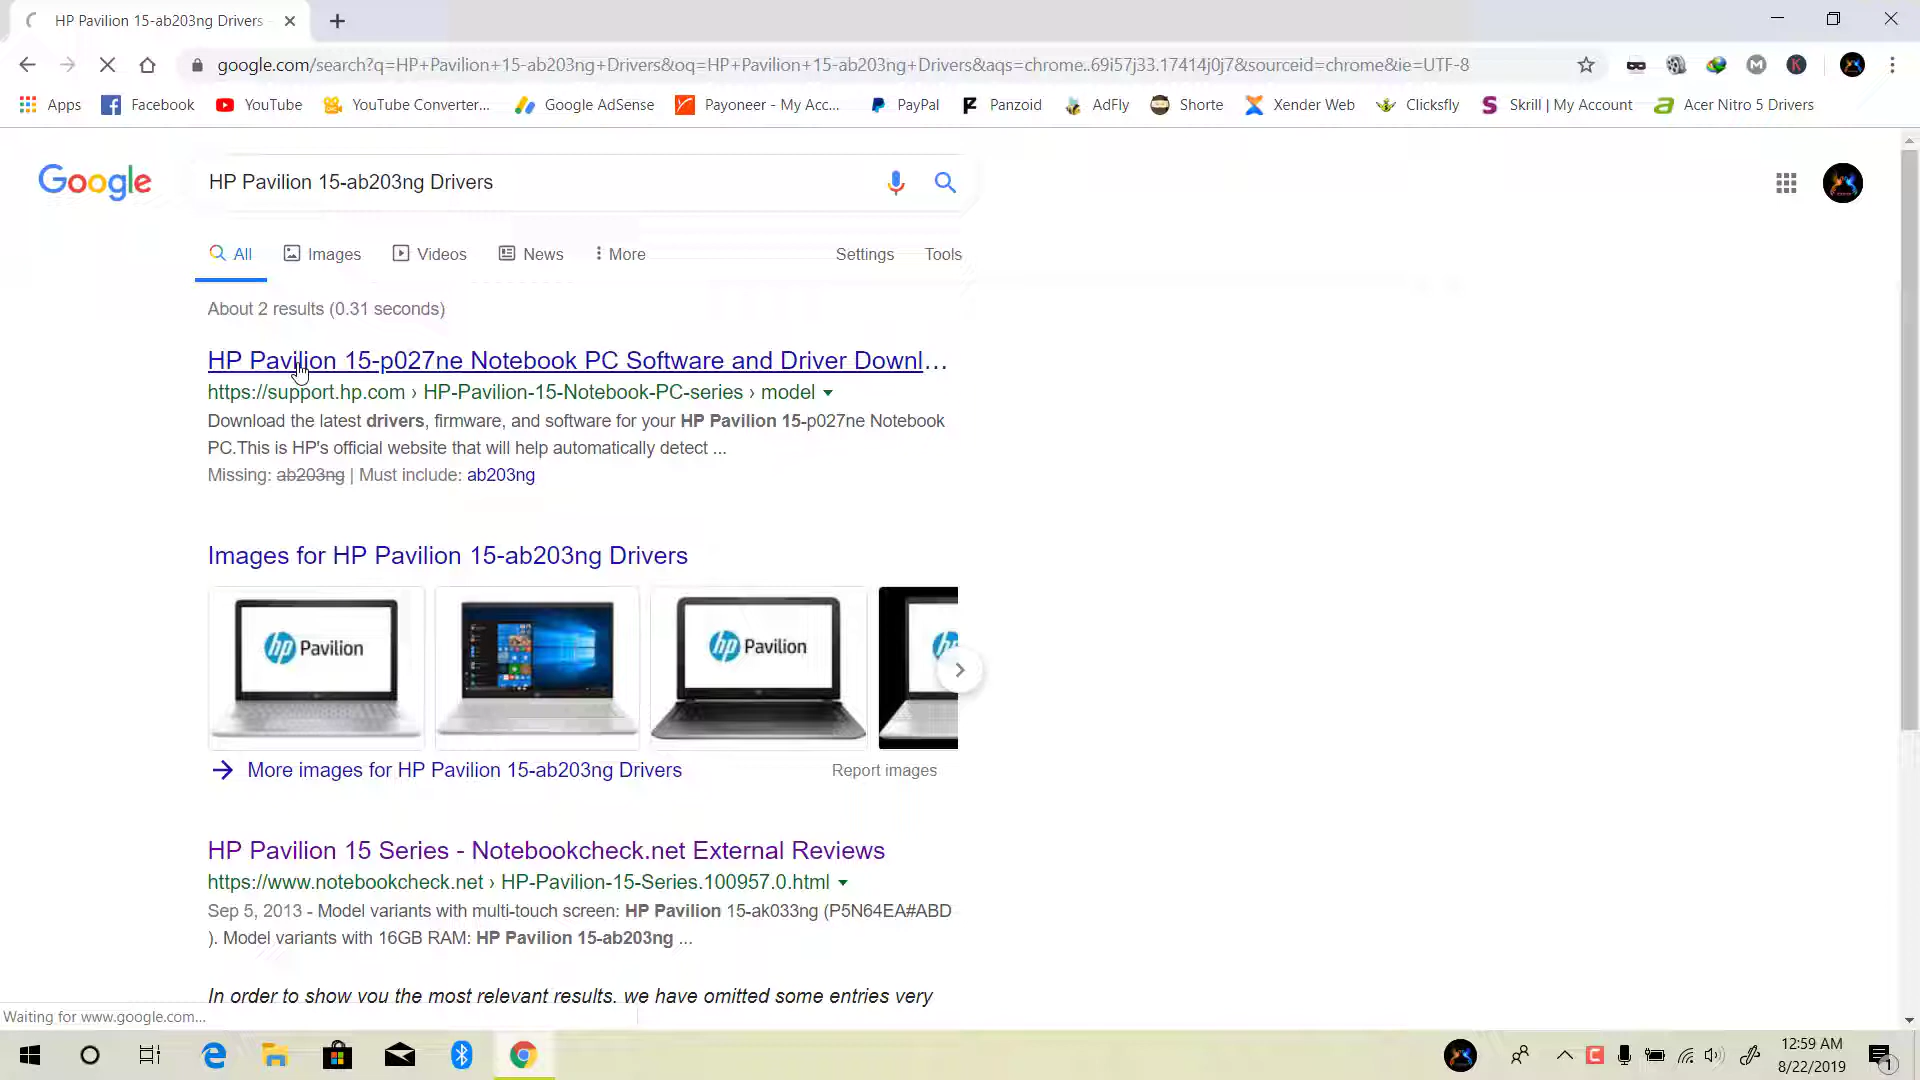 HP Pavilion 15-ab203ng Drivers
google.com/search?q=HP+Pavilion+15-ab203ng+Drivers&oq=HP+Pavilion+15-ab203ng+Drivers&aqs=chrome..69i57j33.17414j0j7&sourceid=chrome&ie=UTF-8
Apps Facebook YouTube YouTube Converter... Google AdSense Payoneer - My Acc... PayPal Panzoid AdFly Shorte Xender Web Clicksfly Skrill | My Account Acer Nitro 5 Drivers
Google HP Pavilion 15-ab203ng Drivers
All Images Videos News More Settings Tools
About 2 results (0.31 seconds)
HP Pavilion 15-p027ne Notebook PC Software and Driver Downl...
https://support.hp.com › HP-Pavilion-15-Notebook-PC-series › model
Download the latest drivers, firmware, and software for your HP Pavilion 15-p027ne Notebook
PC.This is HP's official website that will help automatically detect ...
Missing: ab203ng | Must include: ab203ng
Images for HP Pavilion 15-ab203ng Drivers
hp Pavilion
hp Pavilion
hp
More images for HP Pavilion 15-ab203ng Drivers Report images
HP Pavilion 15 Series - Notebookcheck.net External Reviews
https://www.notebookcheck.net › HP-Pavilion-15-Series.100957.0.html
Sep 5, 2013 - Model variants with multi-touch screen: HP Pavilion 15-ak033ng (P5N64EA#ABD
). Model variants with 16GB RAM: HP Pavilion 15-ab203ng ...
In order to show you the most relevant results, we have omitted some entries very
Waiting for www.google.com...
12:59 AM
8/22/2019
1